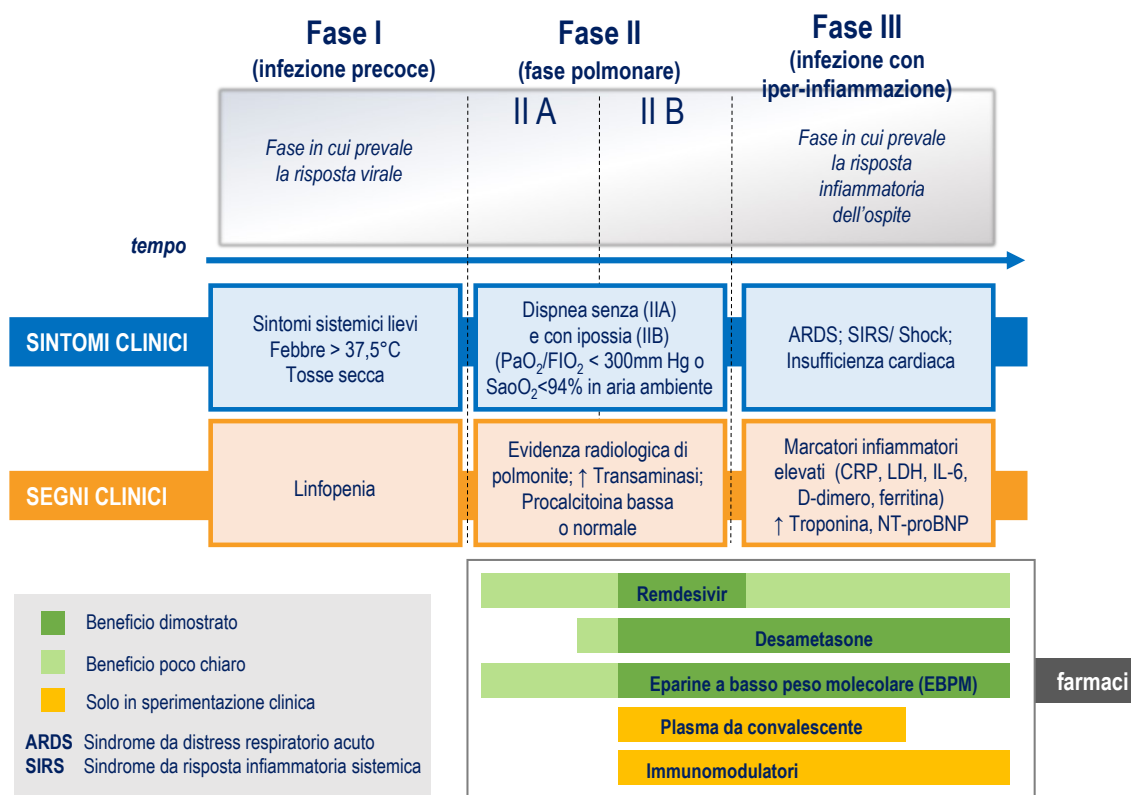 Fase I
(infezione precoce)
Fase II
(fase polmonare)
Fase III
(infezione con
iper-infiammazione)
II A
II B
Fase in cui prevale
la risposta virale
Fase in cui prevale
la risposta
infiammatoria
dell'ospite
tempo
SINTOMI CLINICI
Sintomi sistemici lievi
Febbre > 37,5°C
Tosse secca
Dispnea senza (IIA)
e con ipossia (IIB)
(PaO₂/FIO₂ < 300mm Hg o
SaoO₂<94% in aria ambiente
ARDS; SIRS/ Shock;
Insufficienza cardiaca
SEGNI CLINICI
Linfopenia
Evidenza radiologica di
polmonite; ↑ Transaminasi;
Procalcitoina bassa
o normale
Marcatori infiammatori
elevati (CRP, LDH, IL-6,
D-dimero, ferritina)
↑ Troponina, NT-proBNP
Beneficio dimostrato
Beneficio poco chiaro
Solo in sperimentazione clinica
ARDS Sindrome da distress respiratorio acuto
SIRS Sindrome da risposta infiammatoria sistemica
Remdesivir
Desametasone
Eparine a basso peso molecolare (EBPM)
Plasma da convalescente
Immunomodulatori
farmaci